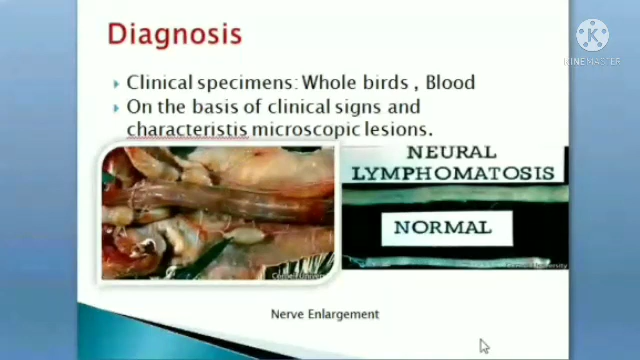 Diagnosis
KINEMASTER
Clinical specimens: Whole birds , Blood
On the basis of clinical signs and
characteristis microscopic lesions.
NEURAL
LYMPHOMATOSIS
NORMAL
Nerve Enlargement